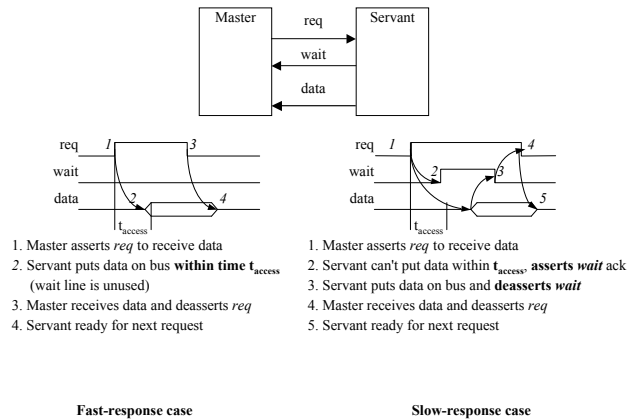 Master
Servant
req
wait
data
req
1
3
wait
data
2
4
taccess
req
1
4
wait
2
3
data
5
taccess
1. Master asserts req to receive data
2. Servant puts data on bus within time taccess
(wait line is unused)
3. Master receives data and deasserts req
4. Servant ready for next request
1. Master asserts req to receive data
2. Servant can't put data within taccess, asserts wait ack
3. Servant puts data on bus and deasserts wait
4. Master receives data and deasserts req
5. Servant ready for next request
Fast-response case
Slow-response case